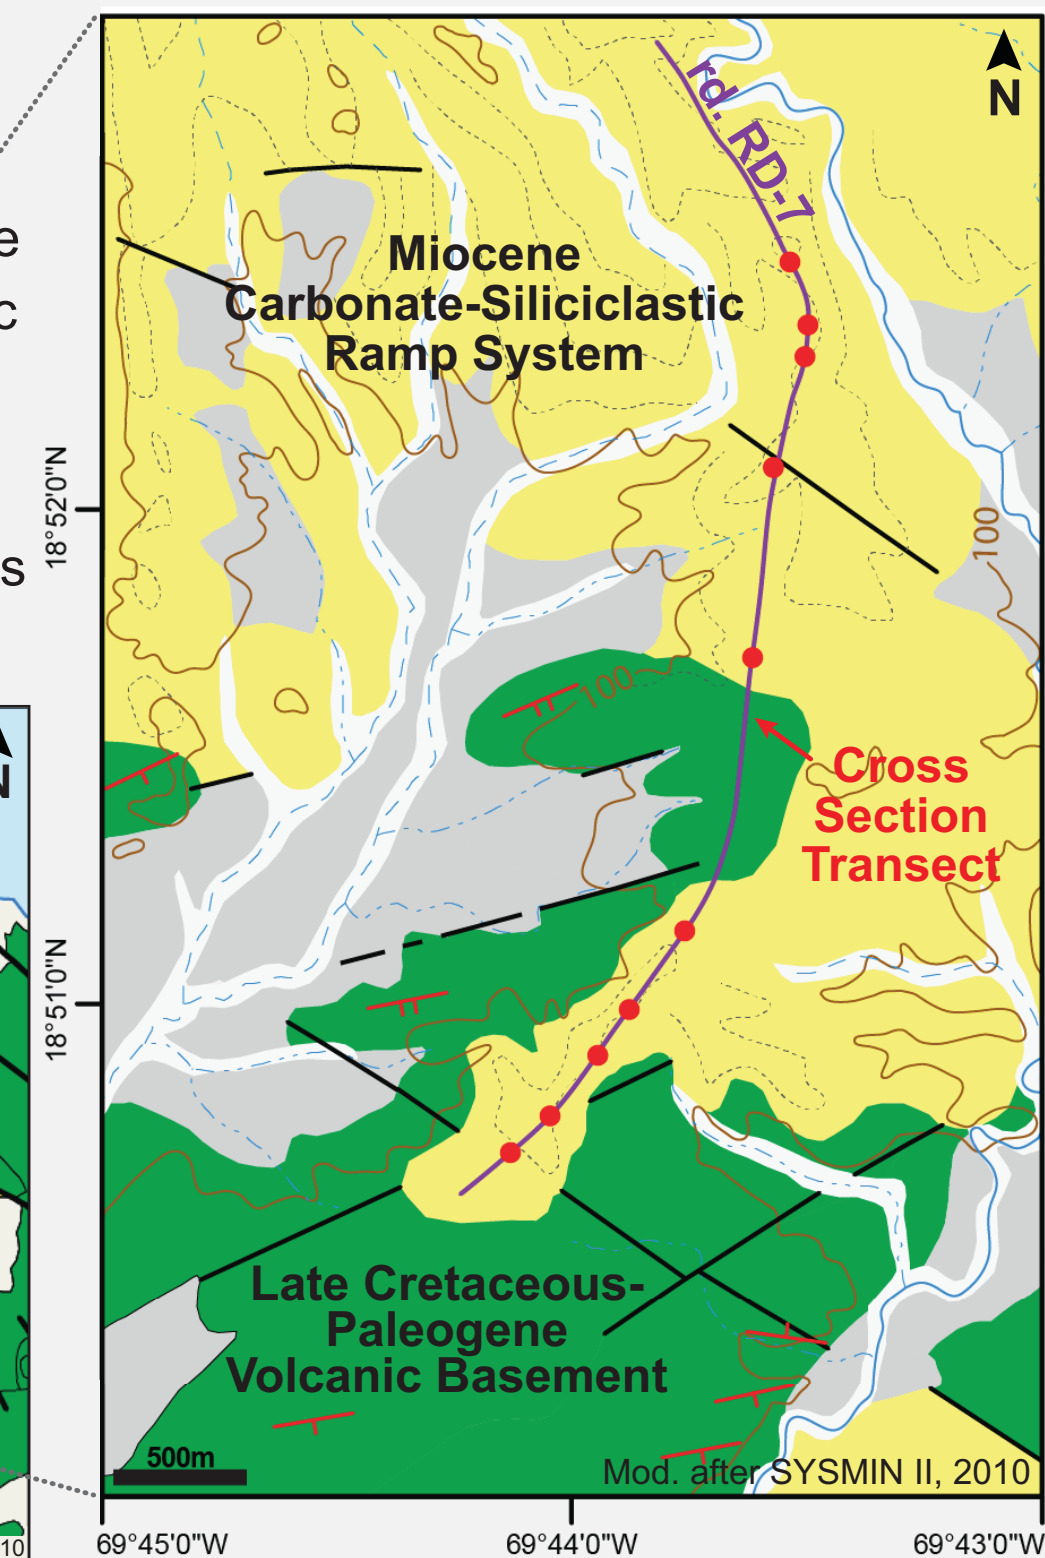 N
rd. RD-7
e
c
Miocene
Carbonate-Siliciclastic
Ramp System
18°52'0"N
100
s
100
N
Cross
Section
Transect
18°51'0"N
Late Cretaceous-
Paleogene
Volcanic Basement
500m
Mod. after SYSMIN II, 2010
10
69°45'0"W
69°44'0"W
69°43'0"W